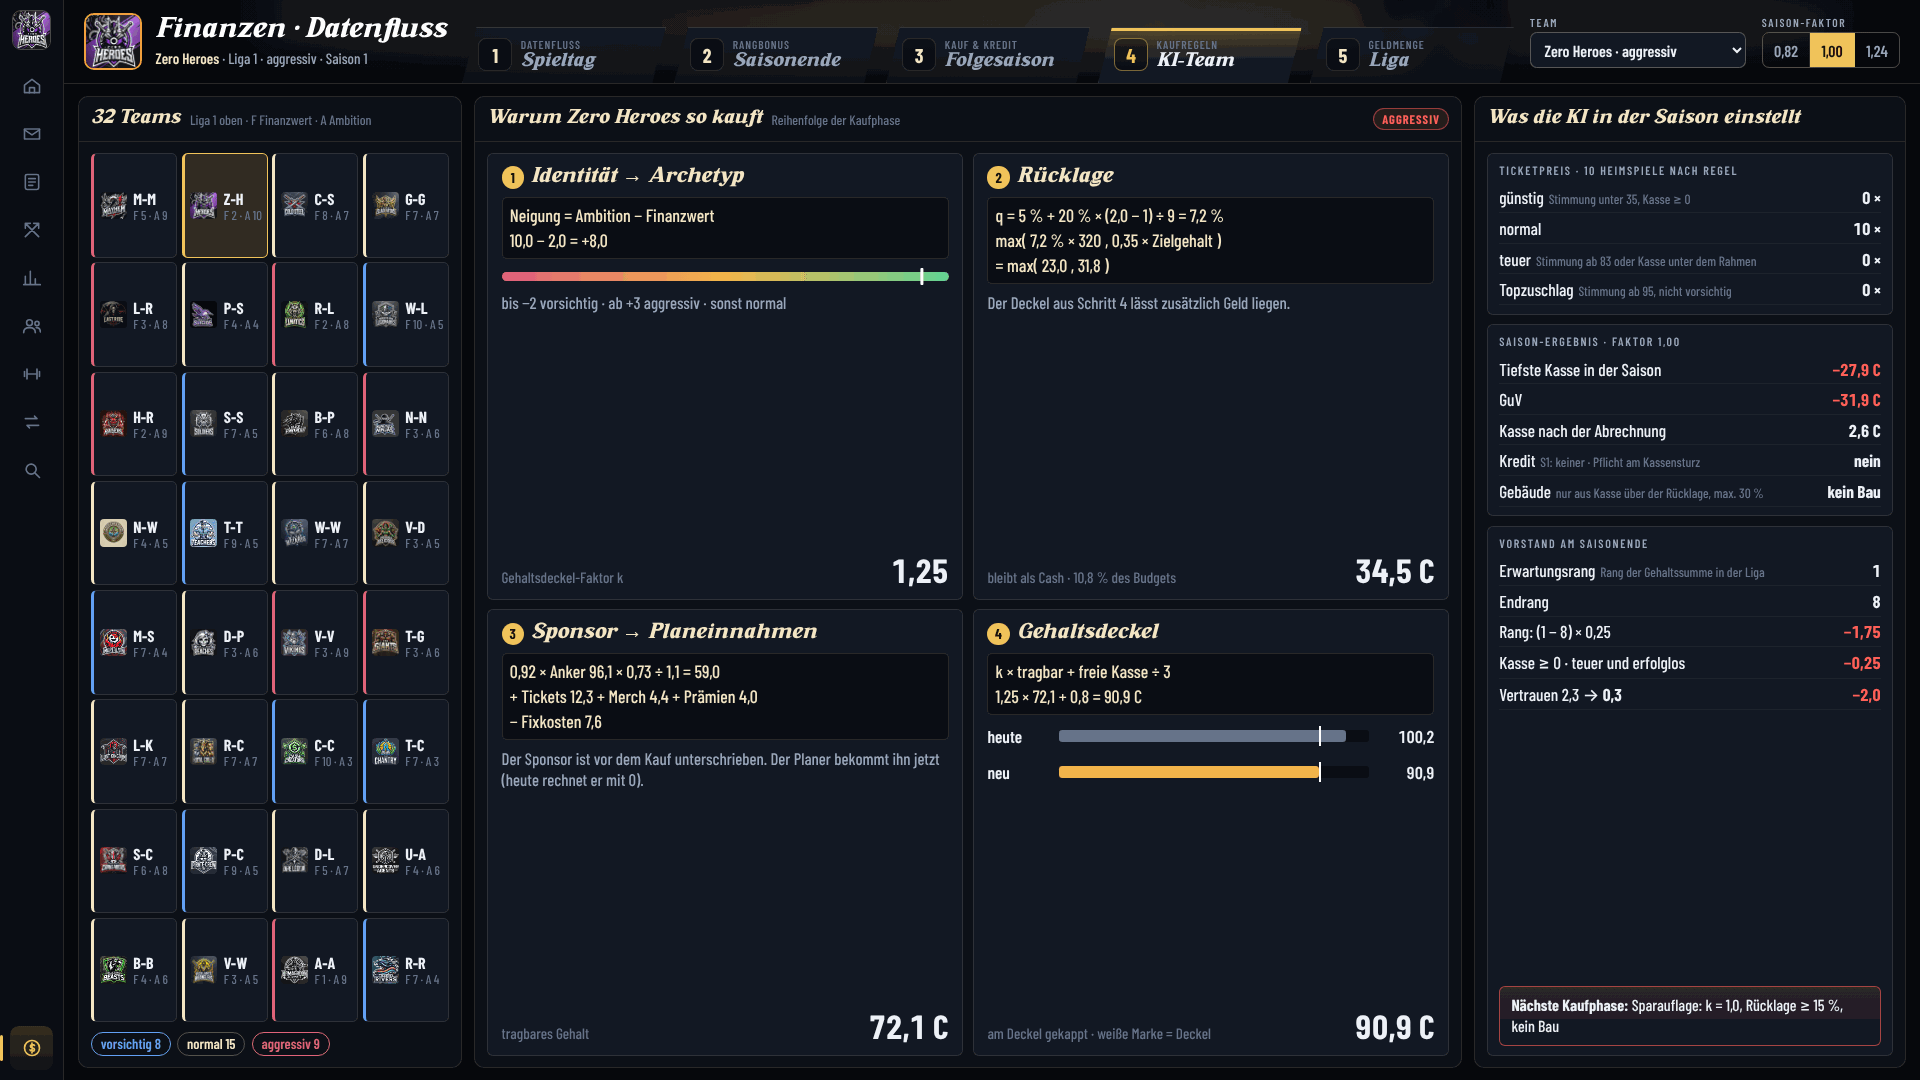 Finanzen · Datenfluss
Zero Heroes · Liga 1 · aggressiv · Saison 1
1 DATENFLUSS Spieltag
2 RANGBONUS Saisonende
3 KAUF & KREDIT Folgesaison
4 KAUFREGELN KI-Team
5 GELDMENGE Liga
TEAM
Zero Heroes · aggressiv
SAISON-FAKTOR
0,82 1,00 1,24
32 Teams Liga 1 oben · F Finanzwert · A Ambition
M-M F5·A9
Z-H F2·A10
C-S F8·A7
G-G F7·A7
L-R F3·A8
P-S F4·A4
R-L F2·A8
W-L F10·A5
H-R F2·A9
S-S F7·A5
B-P F6·A8
N-N F3·A6
N-W F4·A5
T-T F9·A5
W-W F7·A7
V-D F3·A5
M-S F7·A4
D-P F3·A6
V-V F3·A9
T-G F3·A6
L-K F7·A7
R-C F7·A7
C-C F10·A3
T-C F7·A3
S-C F6·A8
P-C F9·A5
D-L F5·A7
U-A F4·A6
B-B F4·A6
V-W F3·A5
A-A F1·A9
R-R F7·A4
vorsichtig 8 normal 15 aggressiv 9
Warum Zero Heroes so kauft Reihenfolge der Kaufphase
AGGRESSIV
1 Identität → Archetyp
Neigung = Ambition − Finanzwert
10,0 − 2,0 = +8,0
bis −2 vorsichtig · ab +3 aggressiv · sonst normal
Gehaltsdeckel-Faktor k 1,25
2 Rücklage
q = 5 % + 20 % × (2,0 − 1) ÷ 9 = 7,2 %
max( 7,2 % × 320 , 0,35 × Zielgehalt )
= max( 23,0 , 31,8 )
Der Deckel aus Schritt 4 lässt zusätzlich Geld liegen.
bleibt als Cash · 10,8 % des Budgets 34,5 C
3 Sponsor → Planeinnahmen
0,92 × Anker 96,1 × 0,73 ÷ 1,1 = 59,0
+ Tickets 12,3 + Merch 4,4 + Prämien 4,0
− Fixkosten 7,6
Der Sponsor ist vor dem Kauf unterschrieben. Der Planer bekommt ihn jetzt
(heute rechnet er mit 0).
tragbares Gehalt 72,1 C
4 Gehaltsdeckel
k × tragbar + freie Kasse ÷ 3
1,25 × 72,1 + 0,8 = 90,9 C
heute 100,2
neu 90,9
am Deckel gekappt · weiße Marke = Deckel 90,9 C
Was die KI in der Saison einstellt
TICKETPREIS · 10 HEIMSPIELE NACH REGEL
günstig Stimmung unter 35, Kasse ≥ 0 0 ×
normal 10 ×
teuer Stimmung ab 83 oder Kasse unter dem Rahmen 0 ×
Topzuschlag Stimmung ab 95, nicht vorsichtig 0 ×
SAISON-ERGEBNIS · FAKTOR 1,00
Tiefste Kasse in der Saison −27,9 C
GuV −31,9 C
Kasse nach der Abrechnung 2,6 C
Kredit S1: keiner · Pflicht am Kassensturz nein
Gebäude nur aus Kasse über der Rücklage, max. 30 % kein Bau
VORSTAND AM SAISONENDE
Erwartungsrang Rang der Gehaltssumme in der Liga 1
Endrang 8
Rang: (1 − 8) × 0,25 −1,75
Kasse ≥ 0 · teuer und erfolglos −0,25
Vertrauen 2,3 → 0,3 −2,0
Nächste Kaufphase: Sparauflage: k = 1,0, Rücklage ≥ 15 %,
kein Bau